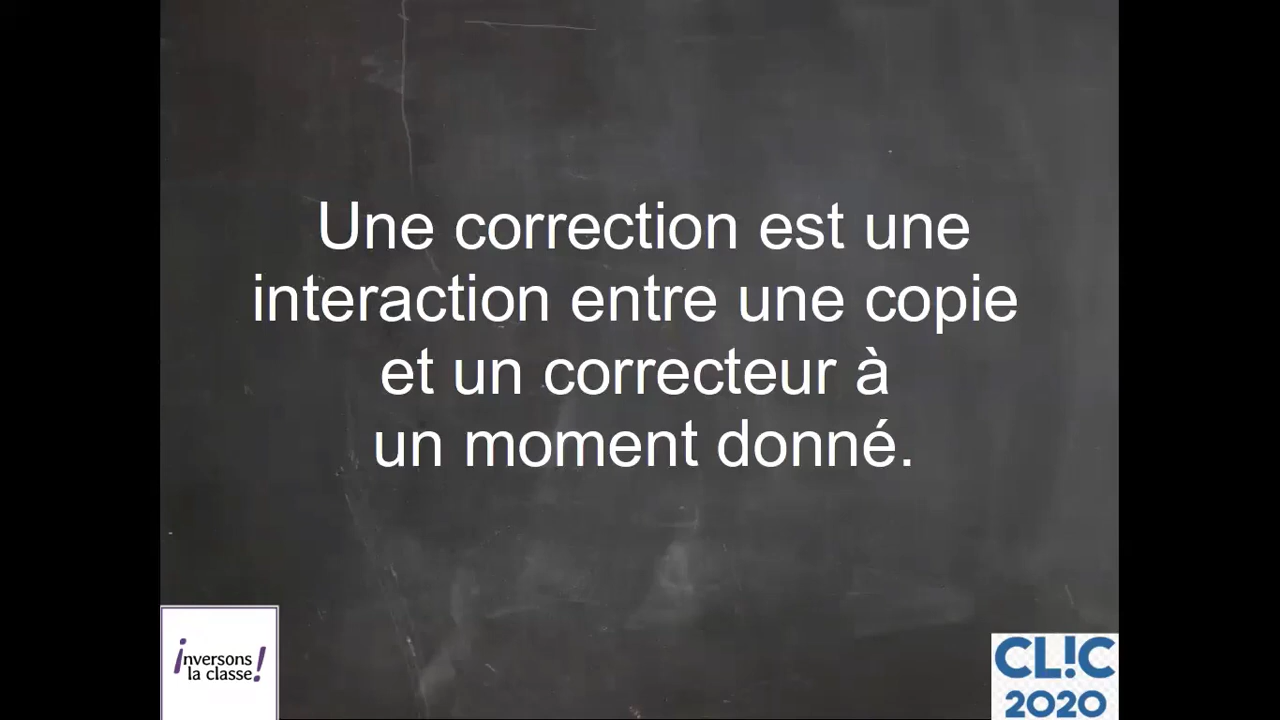 Une correction est une
interaction entre une copie
et un correcteur à
un moment donné.
inversons
la classe!
CL!C
2020